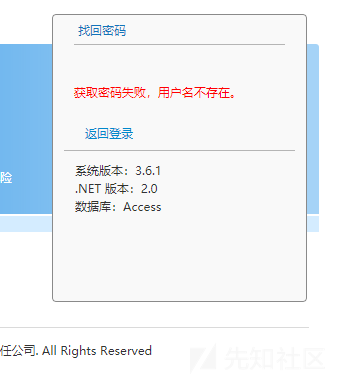 找回密码
获取密码失败，用户名不存在。
返回登录
险
系统版本：3.6.1
.NET 版本：2.0
数据库：Access
任公司. All Rights Reserved
先知社区